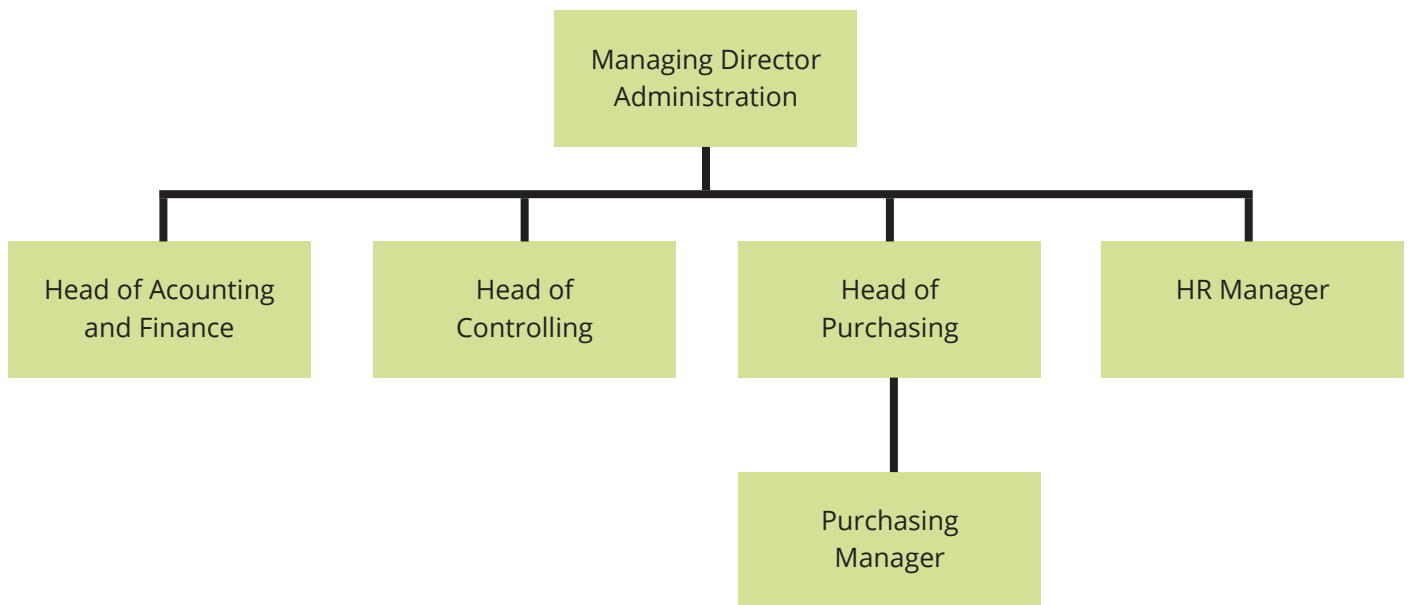 Managing Director
Administration
Head of Acounting
and Finance
Head of
Controlling
Head of
Purchasing
HR Manager
Purchasing
Manager